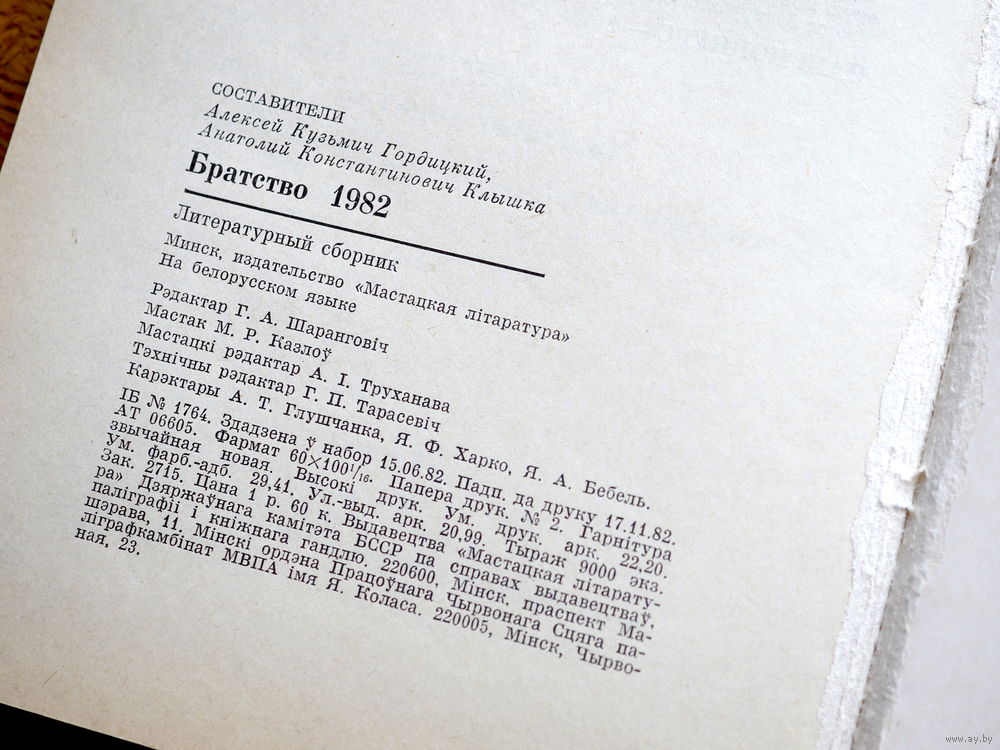 СОСТАВИТЕЛИ
Алексей Кузьмич Гордицкий,
Анатолий Константинович Клышка
Братство 1982
Литературный сборник
Минск, издательство «Мастацкая літаратура»
На белорусском языке
Рэдактар Г. А. Шаранговіч
Мастак М. Р. Казлоў
Мастацкі рэдактар А. І. Труханава
Тэхнічны рэдактар Г. П. Тарасевіч
Карэктары А. Т. Глушчанка, Я. Ф. Харко, Я. А. Бебель.
ІБ № 1764. Здадзена ў набор 15.06.82. Падп. да друку 17.11.82.
АТ 06605. Фармат 60×100¹/₁₆. Папера друк. № 2. Гарнітура
звычайная новая. Высокі друк. Ум. друк. арк. 22,20.
Ум. фарб.-адб. 29,41. Ул.-выд. арк. 20,99. Тыраж 9000 экз.
Зак. 2715. Цана 1 р. 60 к. Выдавецтва «Мастацкая літарату-
ра» Дзяржаўнага камітэта БССР па справах выдавецтваў,
паліграфіі і кніжнага гандлю. 220600, Мінск, праспект Ма-
шэрава, 11. Мінскі ордэна Працоўнага Чырвонага Сцяга па-
ліграфкамбінат МВПА імя Я. Коласа. 220005, Мінск, Чырво-
ная, 23.
www.ay.by